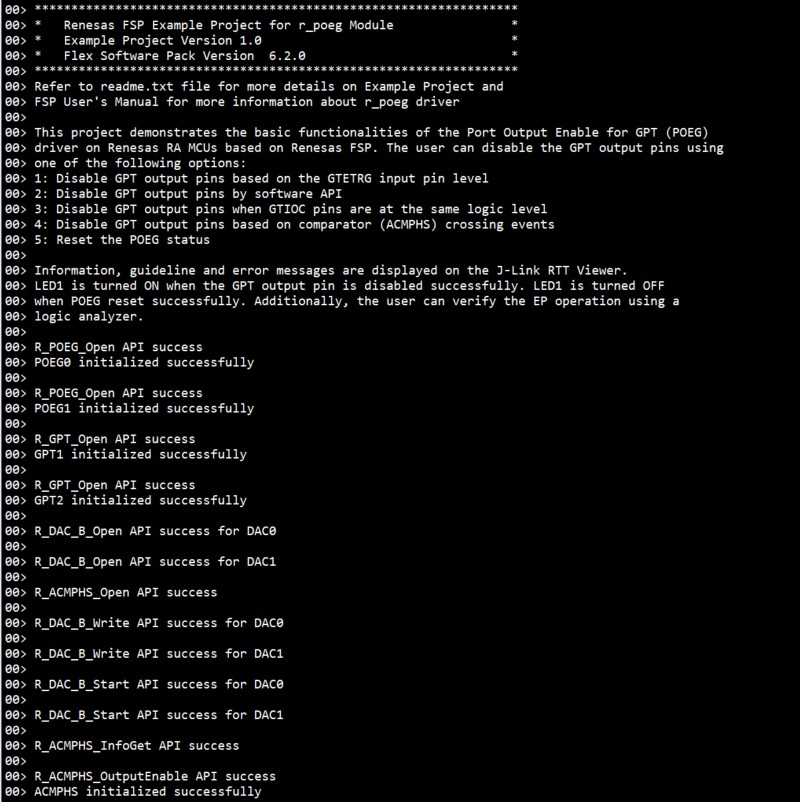 00> *******************************************************************
00> *   Renesas FSP Example Project for r_poeg Module                 *
00> *   Example Project Version 1.0                                   *
00> *   Flex Software Pack Version  6.2.0                             *
00> *******************************************************************
00> Refer to readme.txt file for more details on Example Project and
00> FSP User's Manual for more information about r_poeg driver
00>
00> This project demonstrates the basic functionalities of the Port Output Enable for GPT (POEG)
00> driver on Renesas RA MCUs based on Renesas FSP. The user can disable the GPT output pins using
00> one of the following options:
00> 1: Disable GPT output pins based on the GTETRG input pin level
00> 2: Disable GPT output pins by software API
00> 3: Disable GPT output pins when GTIOC pins are at the same logic level
00> 4: Disable GPT output pins based on comparator (ACMPHS) crossing events
00> 5: Reset the POEG status
00>
00> Information, guideline and error messages are displayed on the J-Link RTT Viewer.
00> LED1 is turned ON when the GPT output pin is disabled successfully. LED1 is turned OFF
00> when POEG reset successfully. Additionally, the user can verify the EP operation using a
00> logic analyzer.
00>
00> R_POEG_Open API success
00> POEG0 initialized successfully
00>
00> R_POEG_Open API success
00> POEG1 initialized successfully
00>
00> R_GPT_Open API success
00> GPT1 initialized successfully
00>
00> R_GPT_Open API success
00> GPT2 initialized successfully
00>
00> R_DAC_B_Open API success for DAC0
00>
00> R_DAC_B_Open API success for DAC1
00>
00> R_ACMPHS_Open API success
00>
00> R_DAC_B_Write API success for DAC0
00>
00> R_DAC_B_Write API success for DAC1
00>
00> R_DAC_B_Start API success for DAC0
00>
00> R_DAC_B_Start API success for DAC1
00>
00> R_ACMPHS_InfoGet API success
00>
00> R_ACMPHS_OutputEnable API success
00> ACMPHS initialized successfully